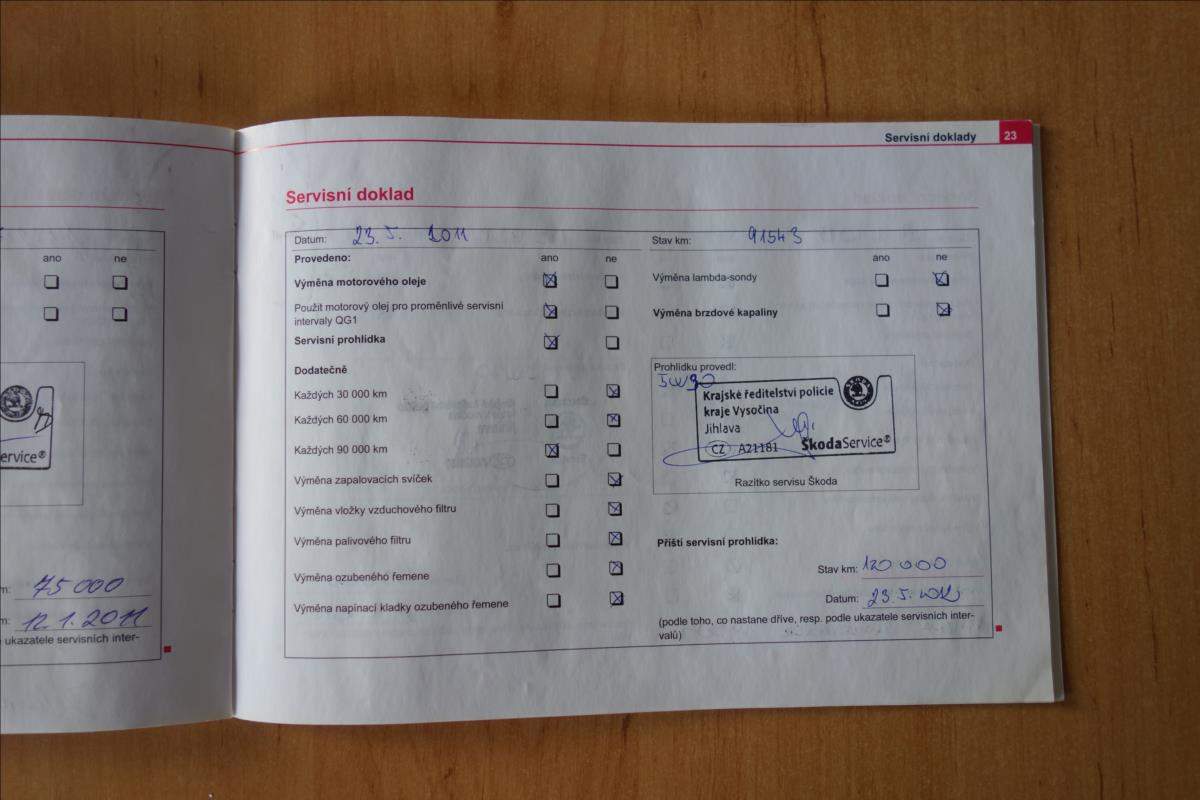 ano ne
ervice®
75 000
12. 1. 2011
ukazatele servisních inter-
Servisní doklady 23
Servisní doklad
Datum: 23. 5. 2011
Provedeno: ano ne
Výměna motorového oleje
Použit motorový olej pro proměnlivé servisní
intervaly QG1
Servisní prohlídka
Dodatečně
Každých 30 000 km
Každých 60 000 km
Každých 90 000 km
Výměna zapalovacích svíček
Výměna vložky vzduchového filtru
Výměna palivového filtru
Výměna ozubeného řemene
Výměna napínací kladky ozubeného řemene
Stav km: 91543
ano ne
Výměna lambda-sondy
Výměna brzdové kapaliny
Prohlídku provedl:
5W30
Krajské ředitelství policie
kraje Vysočina
Jihlava
CZ A21181 ŠkodaService®
Razítko servisu Škoda
Příští servisní prohlídka:
Stav km: 120 000
Datum: 23. 5. 2013
(podle toho, co nastane dříve, resp. podle ukazatele servisních inter-
valů)